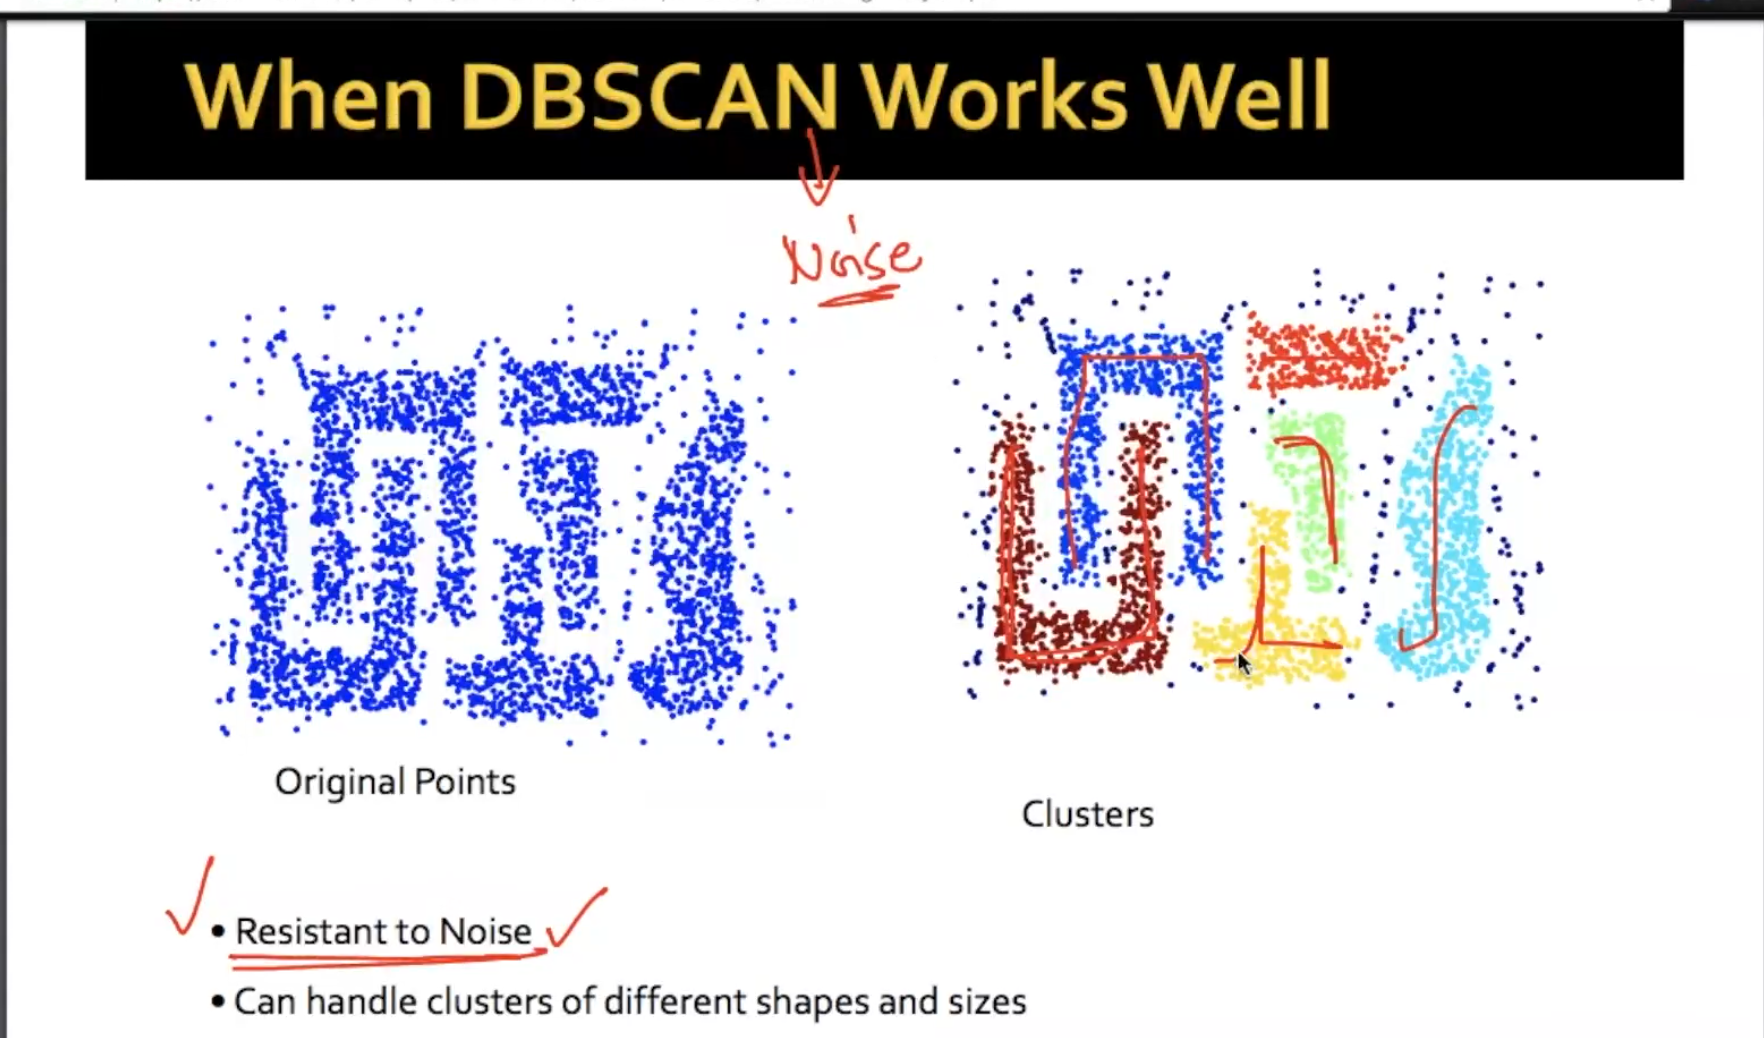 When DBSCAN Works Well
Noise
Original Points
Clusters
• Resistant to Noise
• Can handle clusters of different shapes and sizes